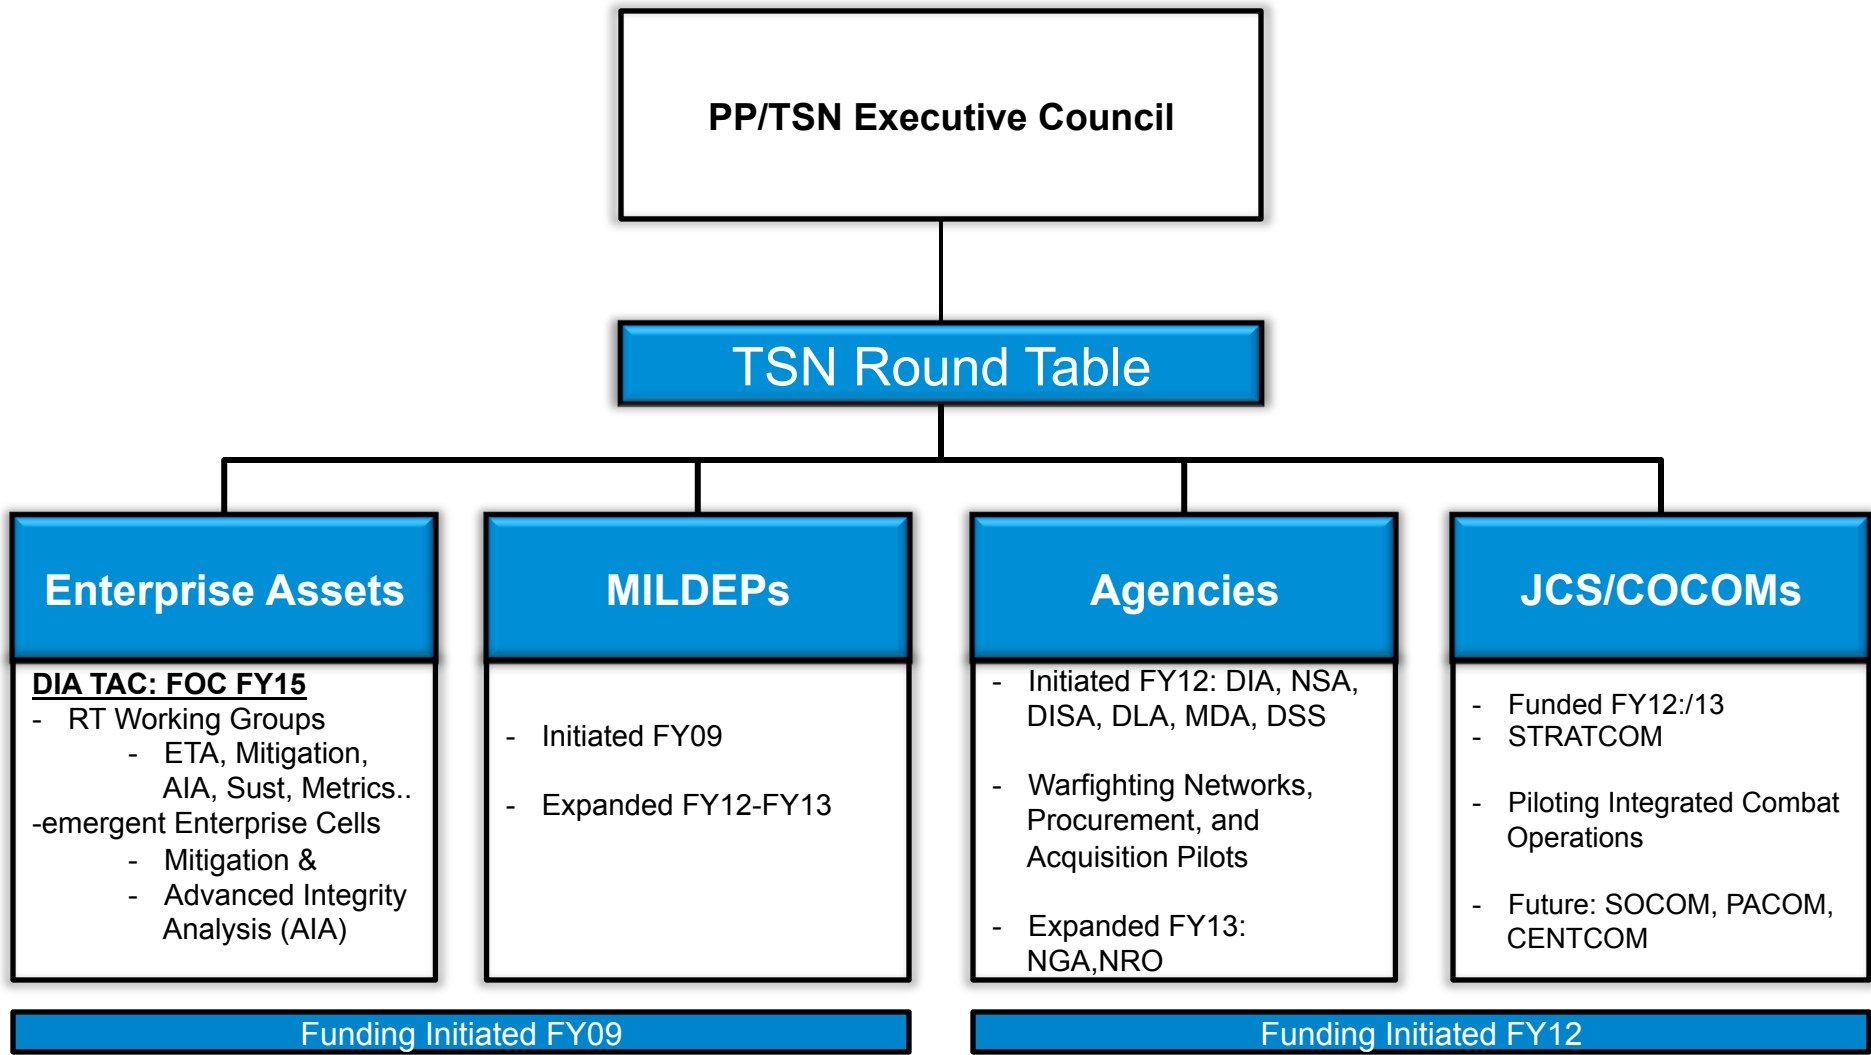 PP/TSN Executive Council
TSN Round Table
Enterprise Assets
DIA TAC: FOC FY15
- RT Working Groups
- ETA, Mitigation,
AIA, Sust, Metrics..
-emergent Enterprise Cells
- Mitigation &
- Advanced Integrity
Analysis (AIA)
MILDEPs
- Initiated FY09
- Expanded FY12-FY13
Agencies
- Initiated FY12: DIA, NSA,
DISA, DLA, MDA, DSS
- Warfighting Networks,
Procurement, and
Acquisition Pilots
- Expanded FY13:
NGA,NRO
JCS/COCOMs
- Funded FY12:/13
- STRATCOM
- Piloting Integrated Combat
Operations
- Future: SOCOM, PACOM,
CENTCOM
Funding Initiated FY09
Funding Initiated FY12